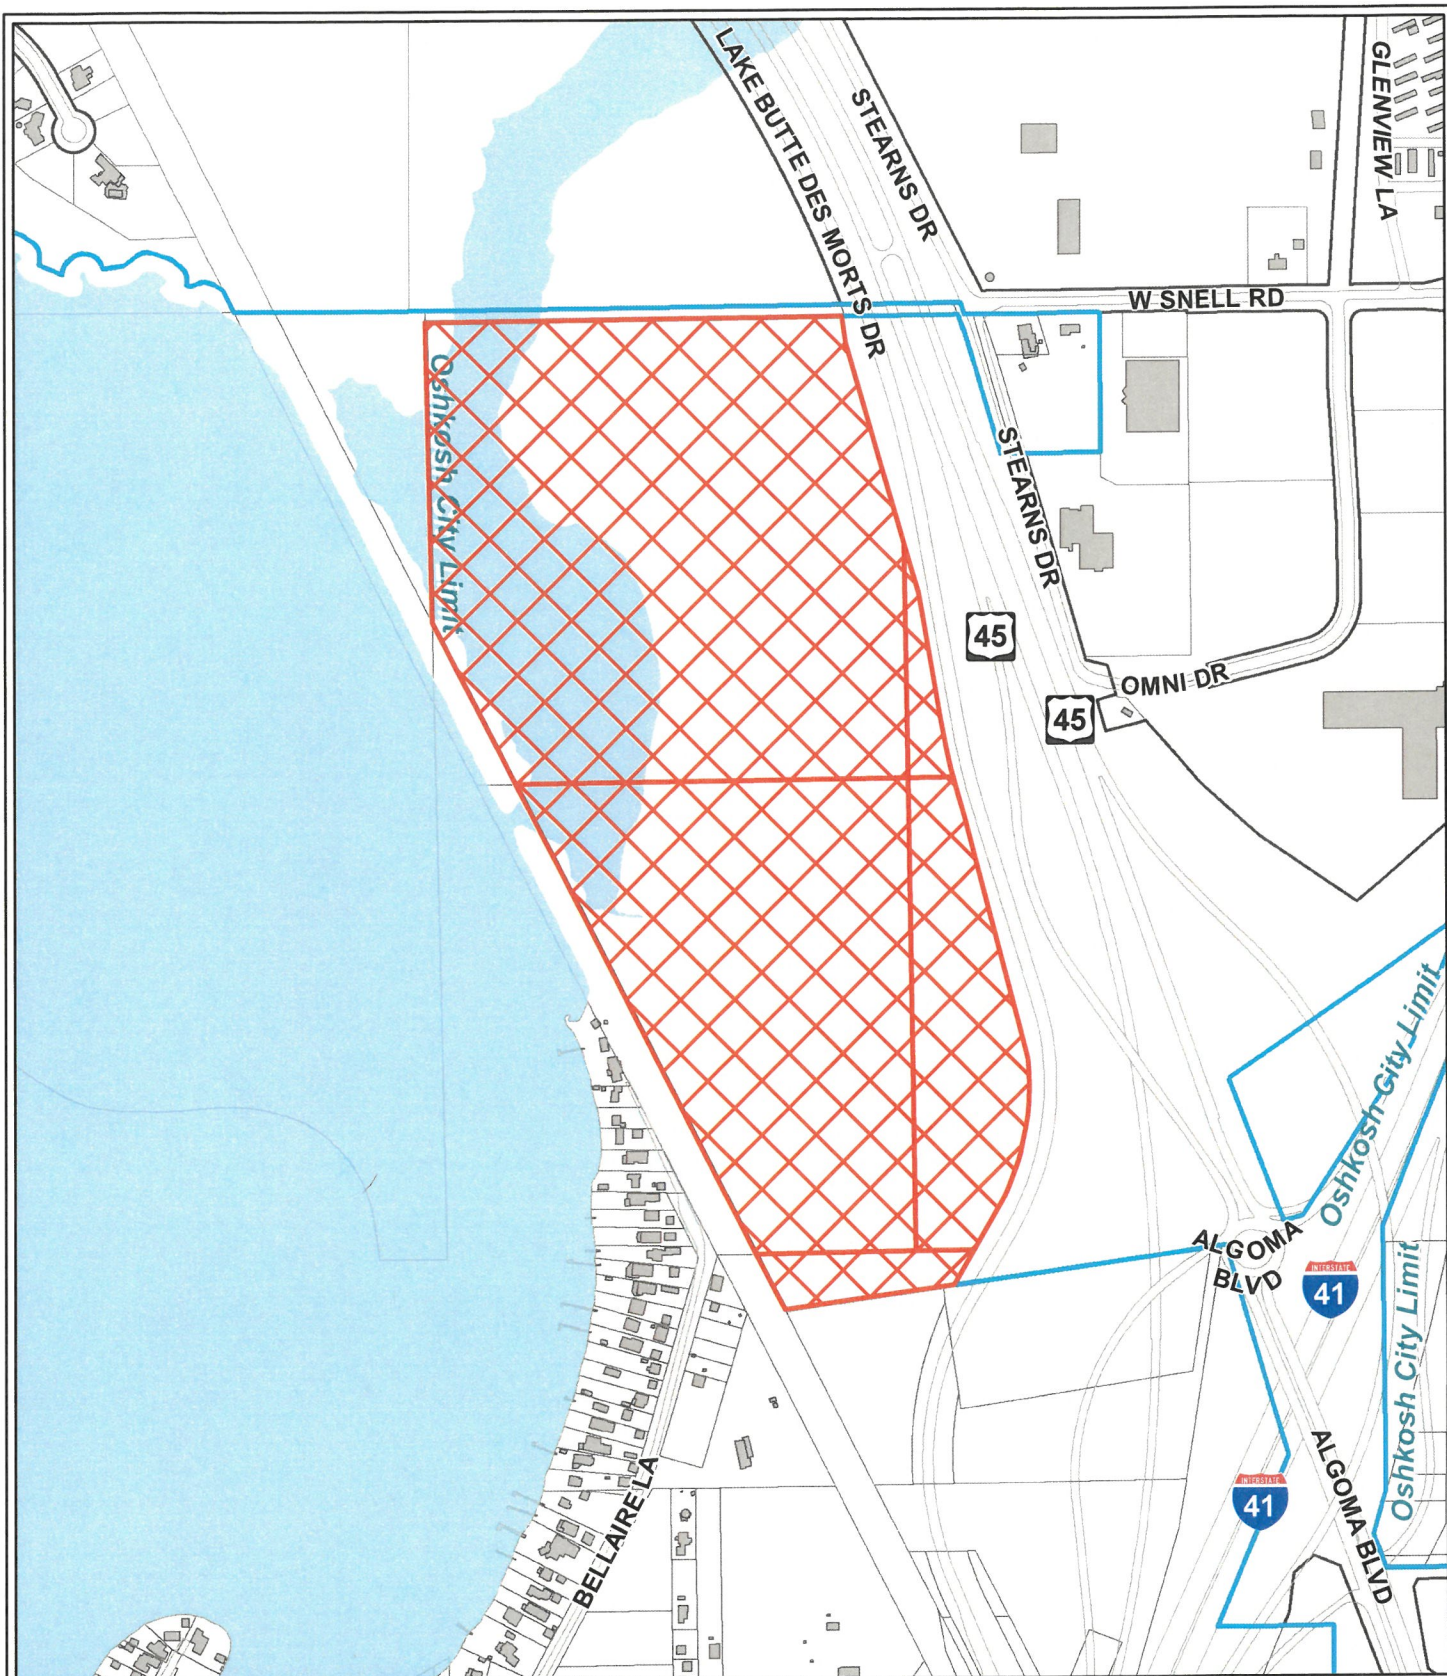 LAKE BUTTE DES MORTS DR
STEARNS DR
GLENVIEW LA
W SNELL RD
Oshkosh City Limit
STEARNS DR
45
OMNI DR
45
Oshkosh City Limit
ALGOMA
BLVD
INTERSTATE
41
Oshkosh City Limit
INTERSTATE
41
ALGOMA BLVD
BELLAIRE LA